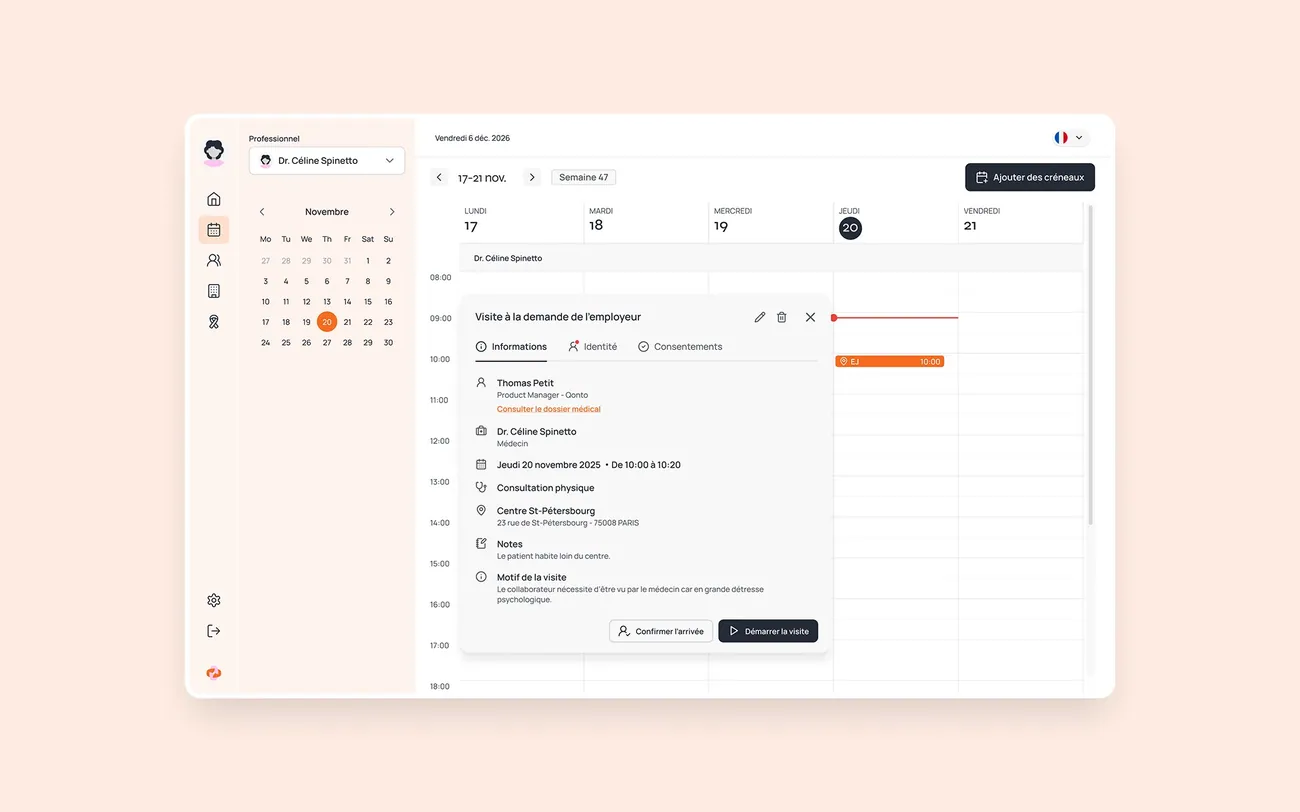 Professionnel
Dr. Céline Spinetto
Novembre
Mo Tu We Th Fr Sat Su
27 28 29 30 31 1 2
3 4 5 6 7 8 9
10 11 12 13 14 15 16
17 18 19 20 21 22 23
24 25 26 27 28 29 30
Vendredi 6 déc. 2026
17-21 nov.
Semaine 47
Ajouter des créneaux
LUNDI
17
MARDI
18
MERCREDI
19
JEUDI
20
VENDREDI
21
Dr. Céline Spinetto
08:00
09:00
10:00
11:00
12:00
13:00
14:00
15:00
16:00
17:00
18:00
EJ 10:00
Visite à la demande de l'employeur
Informations
Identité
Consentements
Thomas Petit
Product Manager - Qonto
Consulter le dossier médical
Dr. Céline Spinetto
Médecin
Jeudi 20 novembre 2025 • De 10:00 à 10:20
Consultation physique
Centre St-Pétersbourg
23 rue de St-Pétersbourg - 75008 PARIS
Notes
Le patient habite loin du centre.
Motif de la visite
Le collaborateur nécessite d'être vu par le médecin car en grande détresse
psychologique.
Confirmer l'arrivée
Démarrer la visite